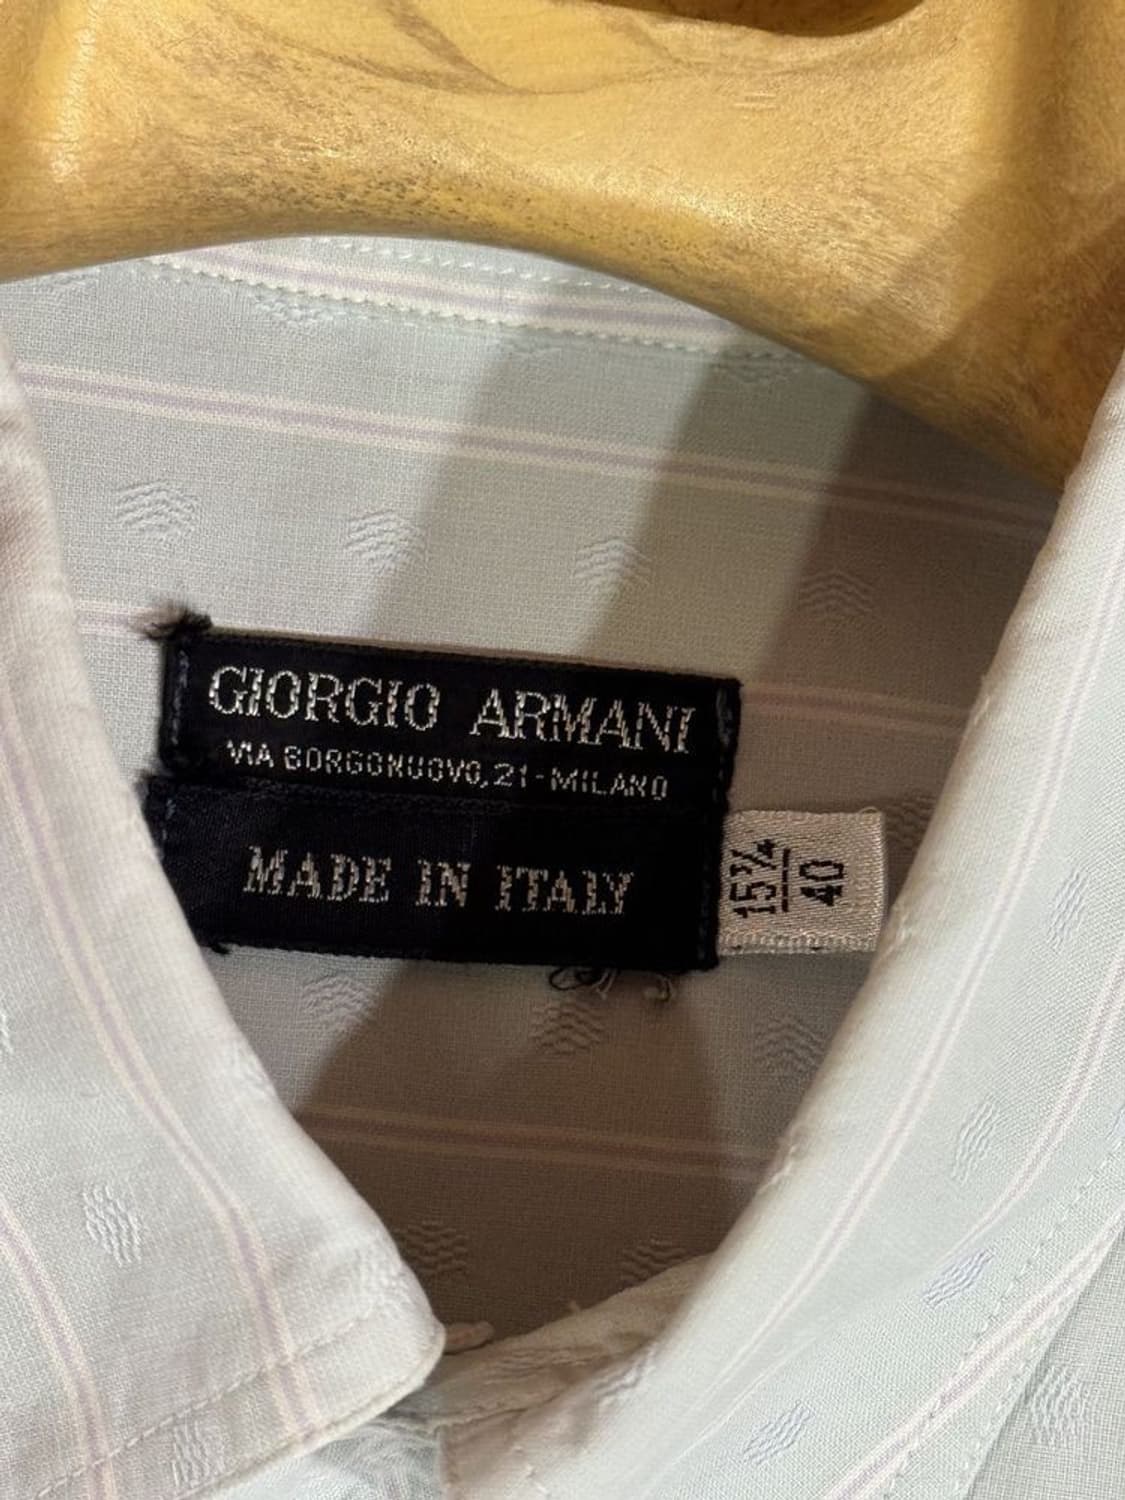 GIORGIO ARMANI
VIA BORGONUOVO, 21-MILANO
MADE IN ITALY
15¾
40